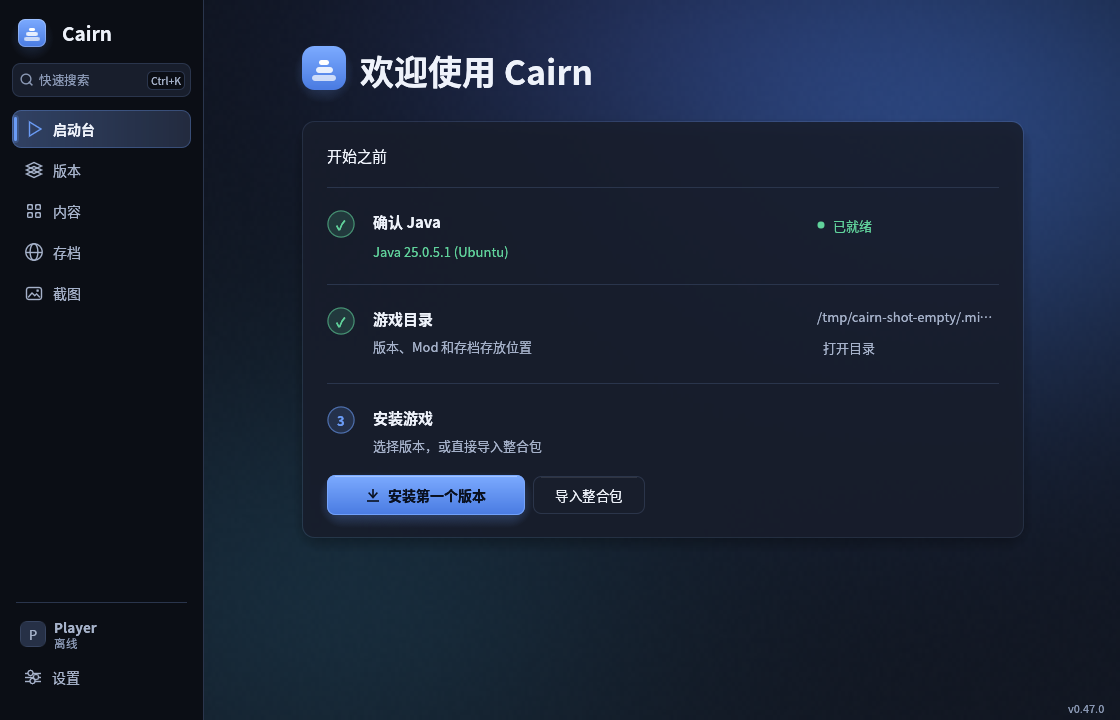 Cairn
快速搜索 Ctrl+K
启动台
版本
内容
存档
截图
Player
P
离线
设置
欢迎使用 Cairn
开始之前
确认 Java
已就绪
Java 25.0.5.1 (Ubuntu)
游戏目录
/tmp/cairn-shot-empty/.mi…
版本、Mod 和存档存放位置
打开目录
3 安装游戏
选择版本，或直接导入整合包
安装第一个版本
导入整合包
v0.47.0